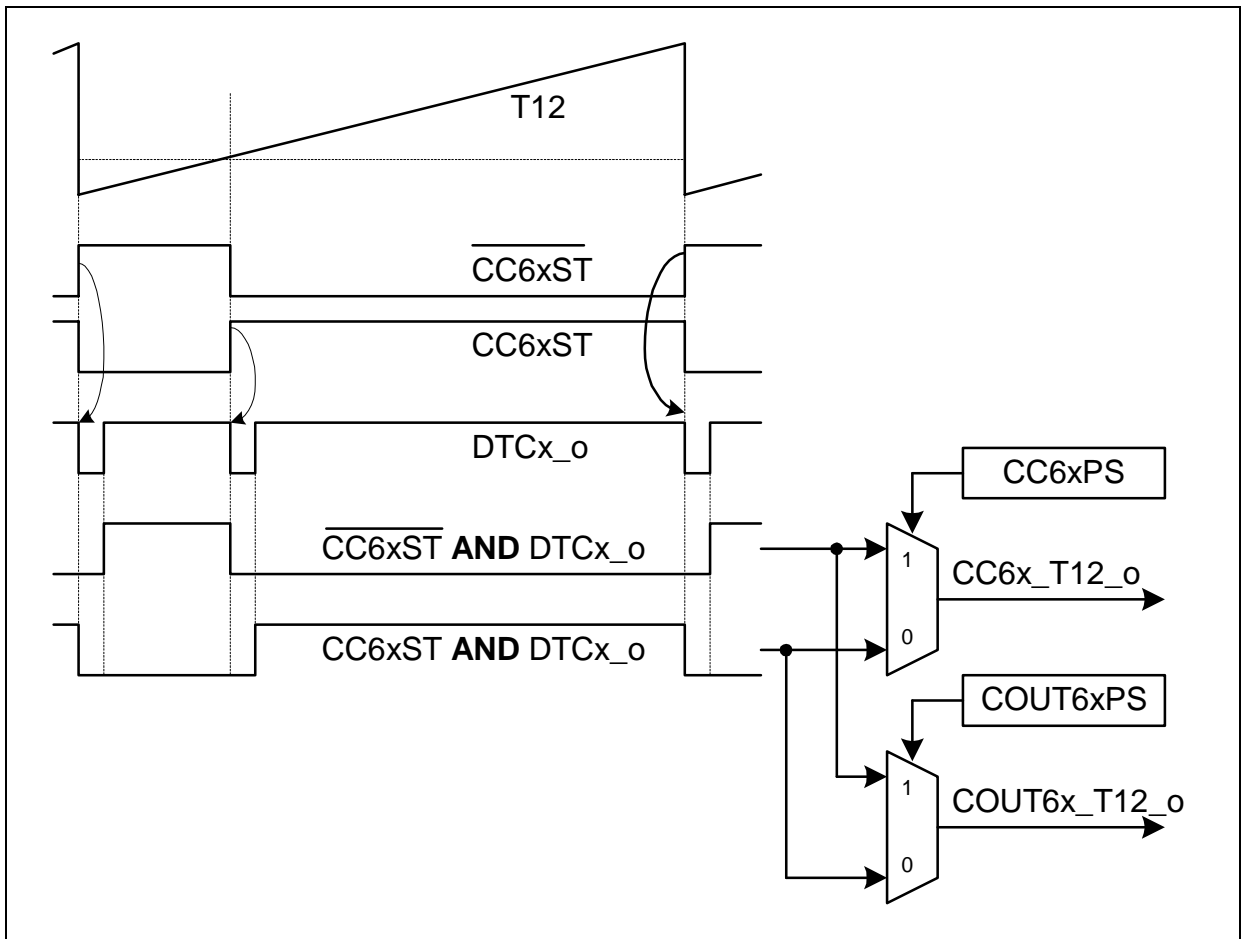 T12
CC6xST
CC6xST
DTCx_o
CC6xST AND DTCx_o
CC6xST AND DTCx_o
CC6xPS
1
0
CC6x_T12_o
COUT6xPS
1
0
COUT6x_T12_o